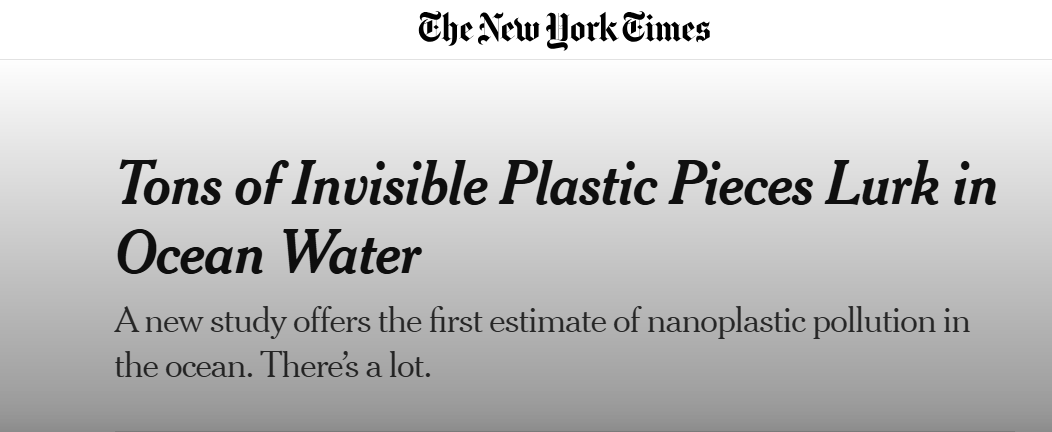 The New York Times
Tons of Invisible Plastic Pieces Lurk in
Ocean Water
A new study offers the first estimate of nanoplastic pollution in
the ocean. There’s a lot.